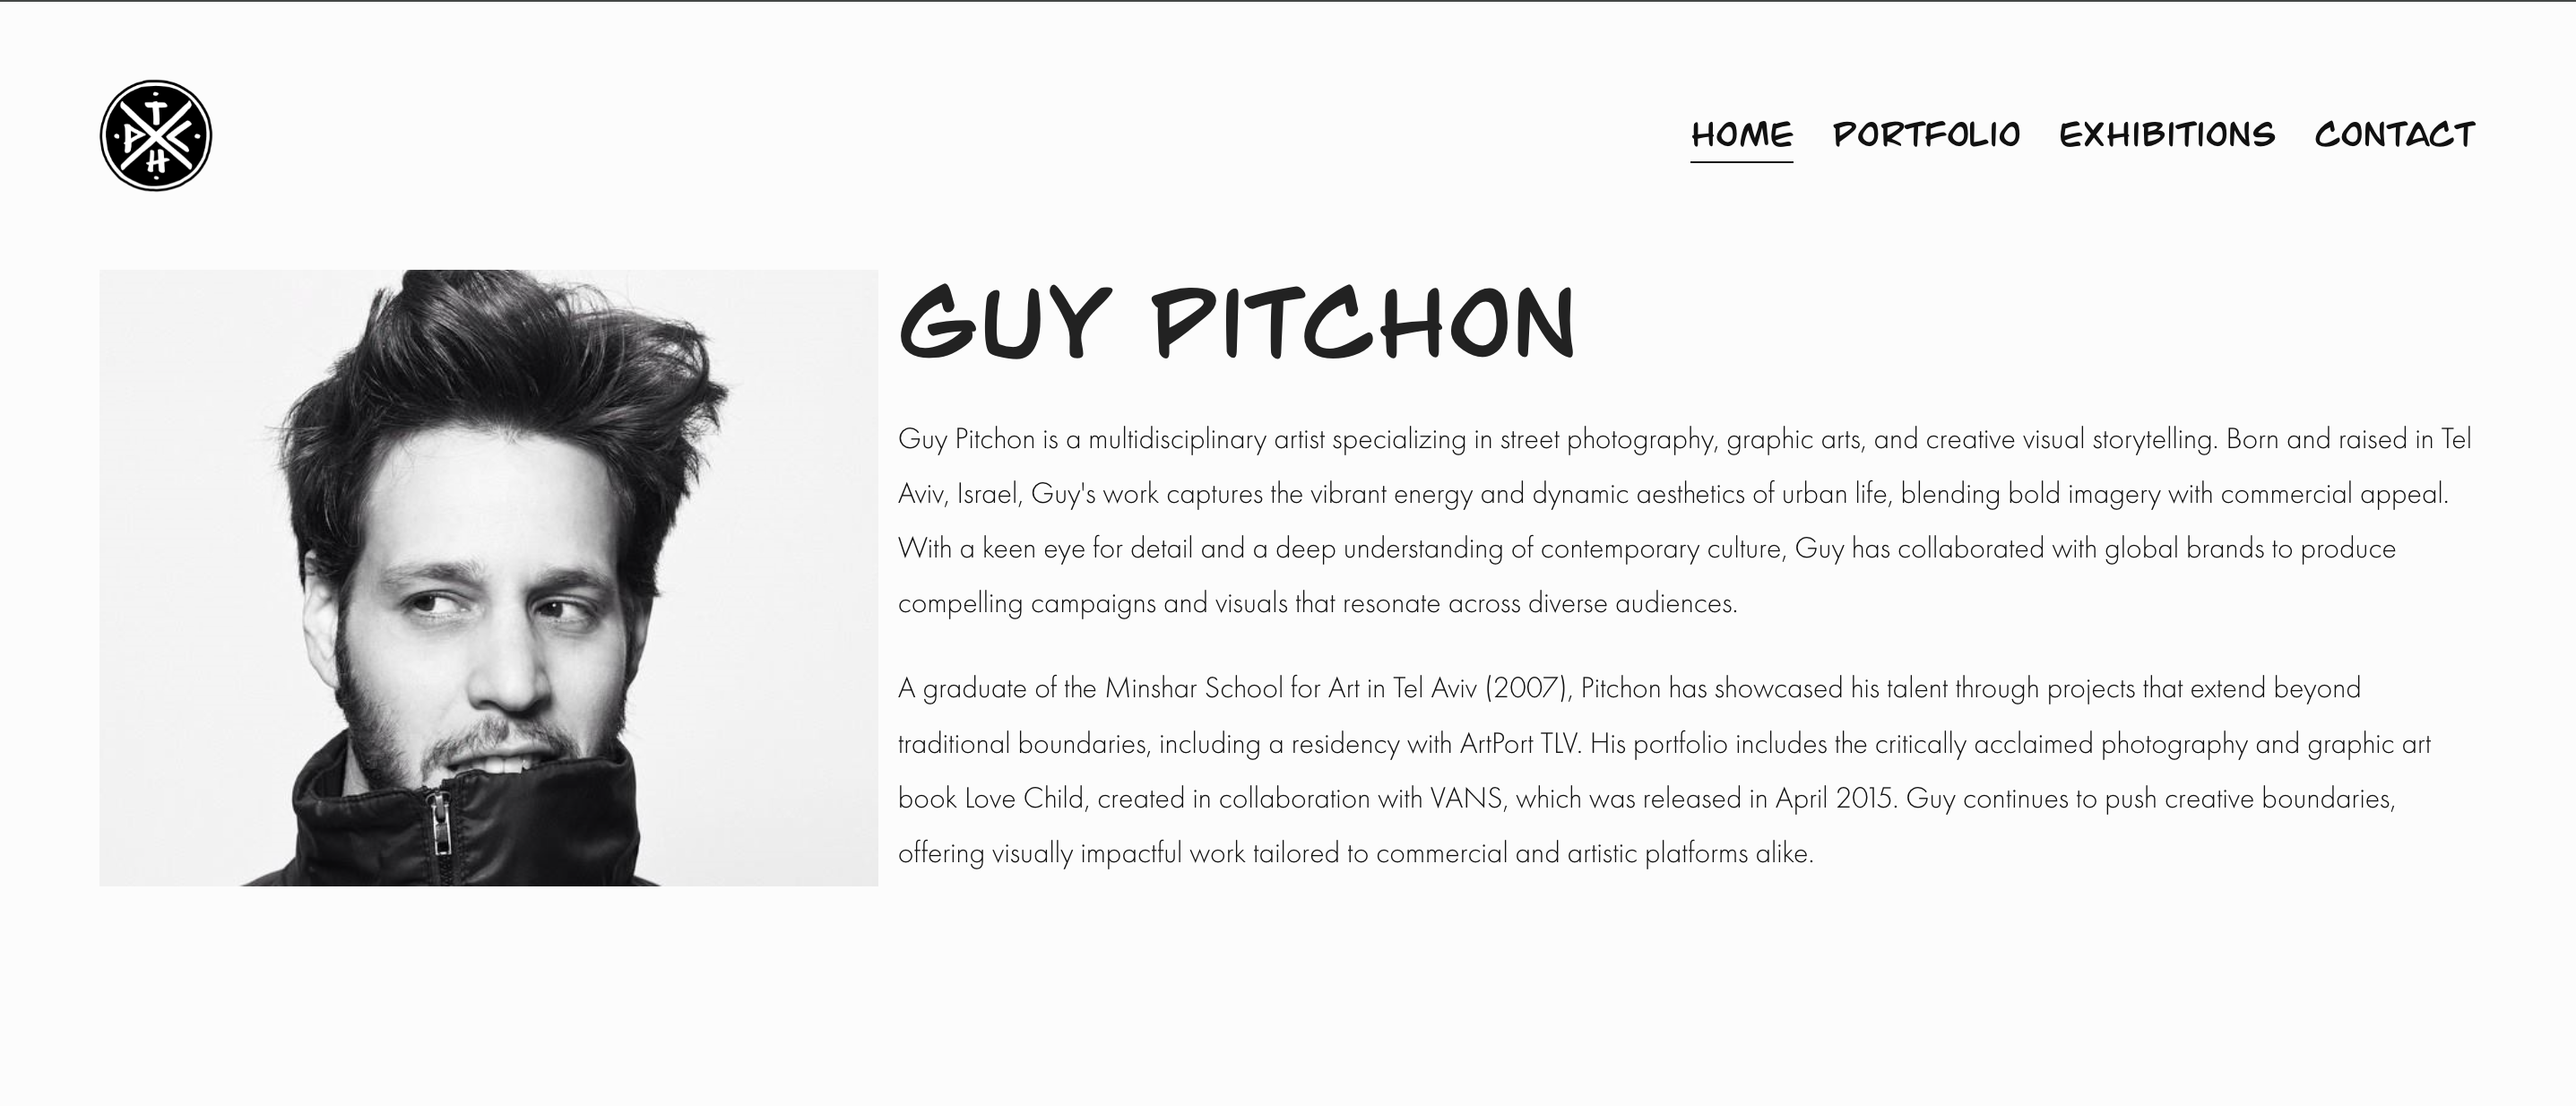 T
P C
H
HOME PORTFOLIO EXHIBITIONS CONTACT
GUY PITCHON
Guy Pitchon is a multidisciplinary artist specializing in street photography, graphic arts, and creative visual storytelling. Born and raised in Tel
Aviv, Israel, Guy's work captures the vibrant energy and dynamic aesthetics of urban life, blending bold imagery with commercial appeal.
With a keen eye for detail and a deep understanding of contemporary culture, Guy has collaborated with global brands to produce
compelling campaigns and visuals that resonate across diverse audiences.
A graduate of the Minshar School for Art in Tel Aviv (2007), Pitchon has showcased his talent through projects that extend beyond
traditional boundaries, including a residency with ArtPort TLV. His portfolio includes the critically acclaimed photography and graphic art
book Love Child, created in collaboration with VANS, which was released in April 2015. Guy continues to push creative boundaries,
offering visually impactful work tailored to commercial and artistic platforms alike.